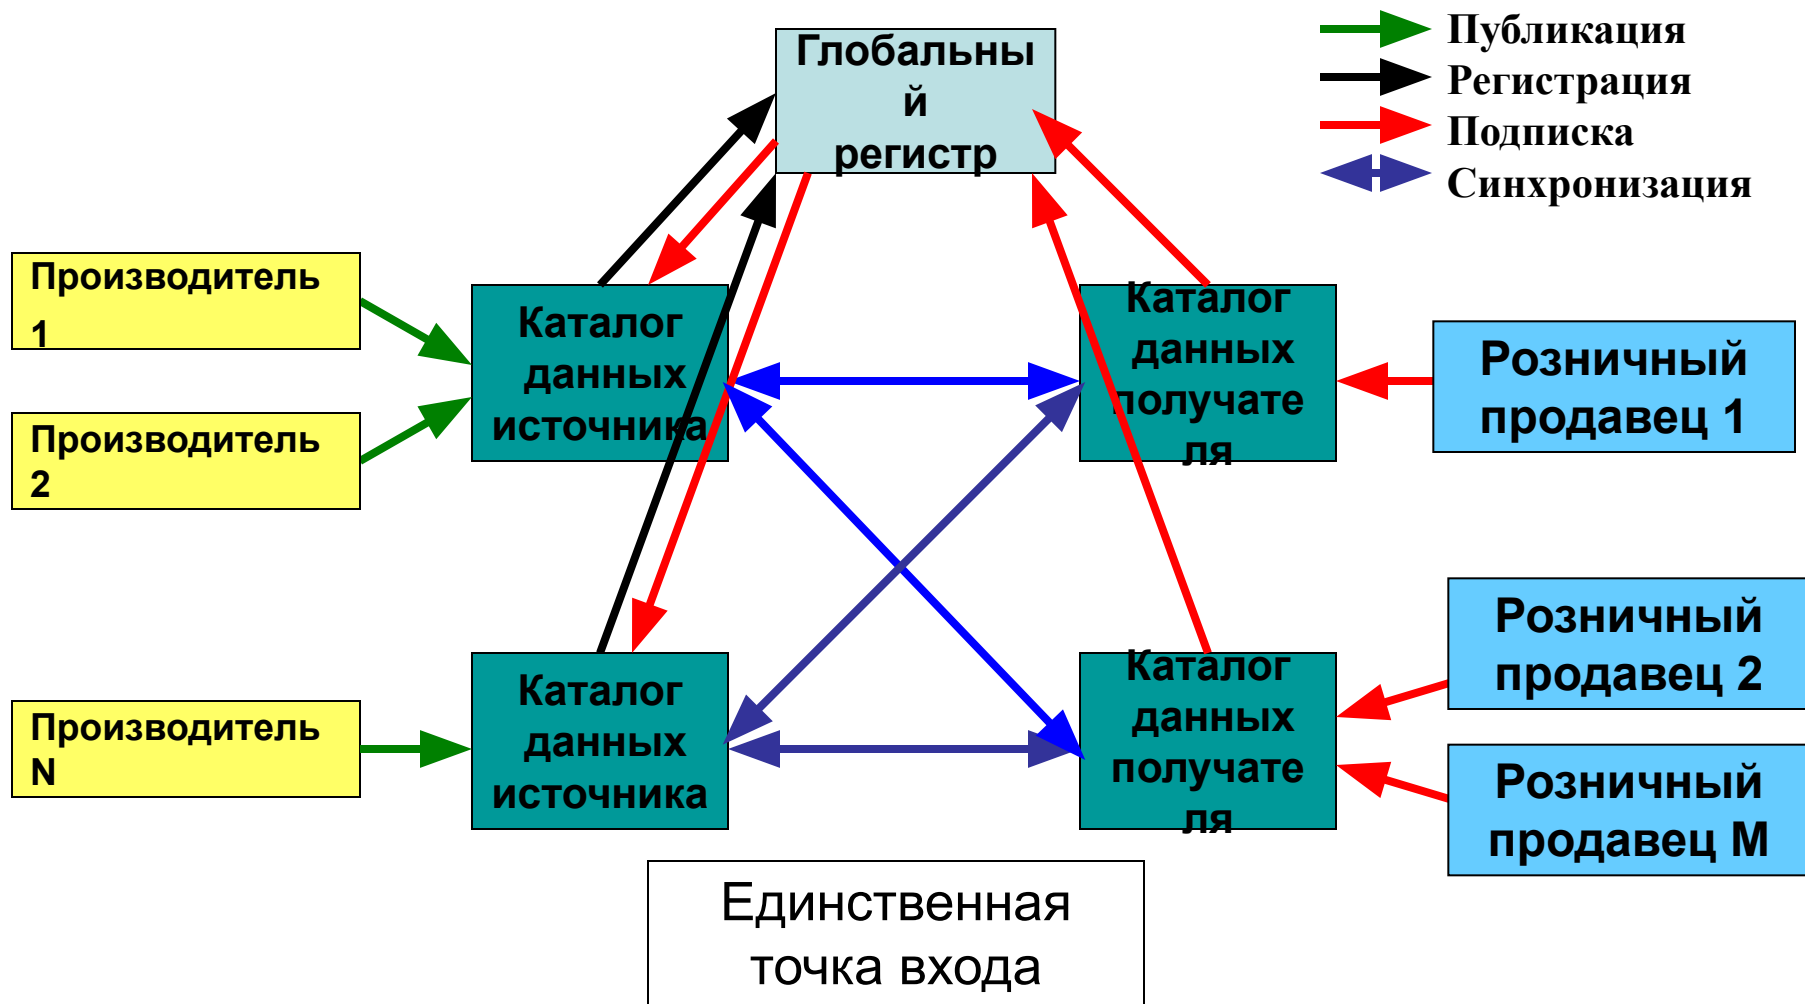 Глобальны
й
регистр
Публикация
Регистрация
Подписка
Синхронизация
Производитель
1
Производитель
2
Производитель
N
Каталог
данных
источника
Каталог
данных
источника
Каталог
данных
получате
ля
Каталог
данных
получате
ля
Розничный
продавец 1
Розничный
продавец 2
Розничный
продавец М
Единственная
точка входа